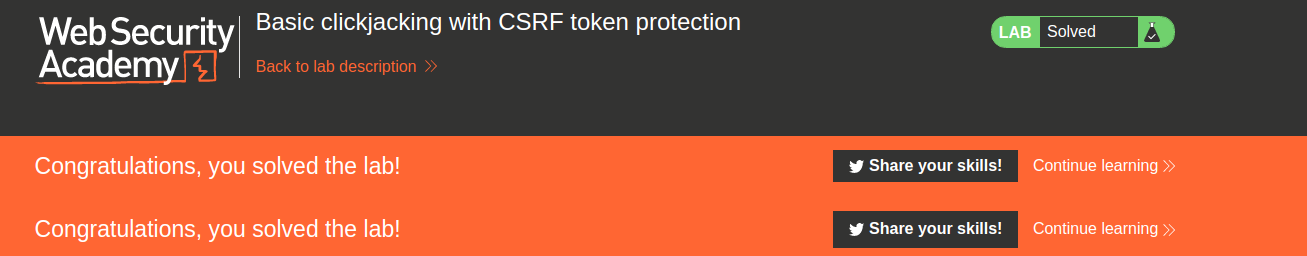 Web Security
Academy
Basic clickjacking with CSRF token protection
Back to lab description
LAB Solved
Congratulations, you solved the lab!
Share your skills!
Continue learning
Congratulations, you solved the lab!
Share your skills!
Continue learning